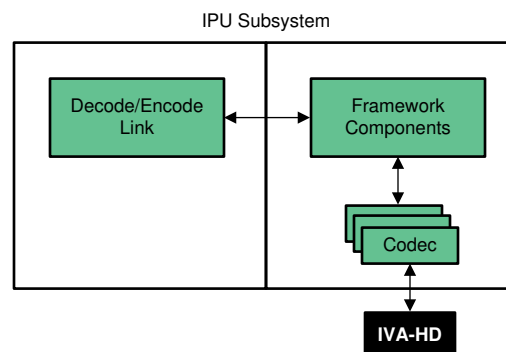 IPU Subsystem
Decode/Encode
Link
Framework
Components
Codec
IVA-HD